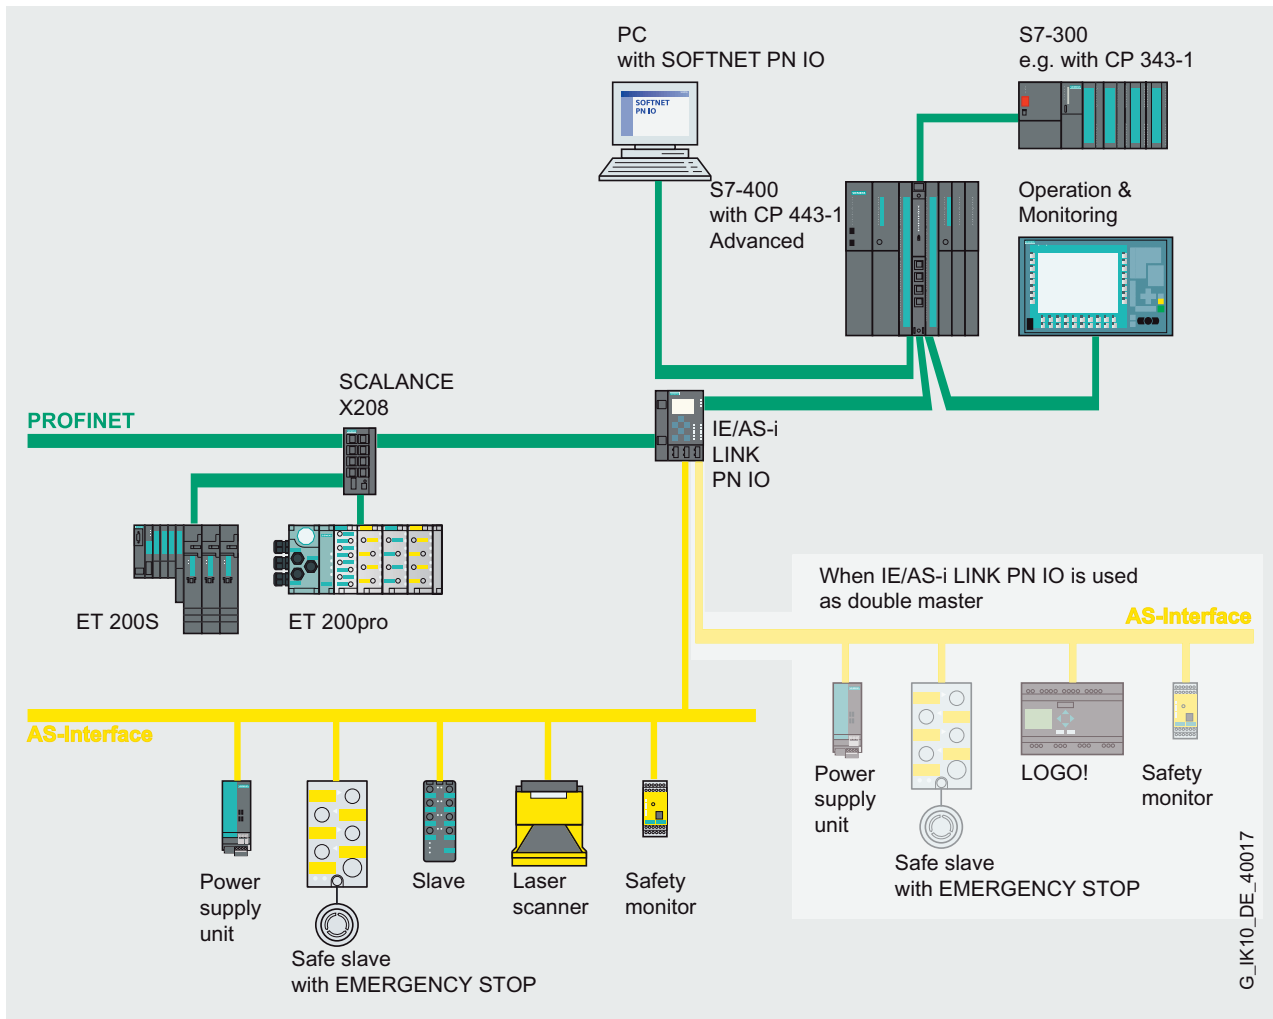 PC
with SOFTNET PN IO
SOFTNET
PN IO
S7-300
e.g. with CP 343-1
S7-400
with CP 443-1
Advanced
Operation &
Monitoring
SCALANCE
X208
PROFINET
IE/AS-i
LINK
PN IO
ET 200S
ET 200pro
When IE/AS-i LINK PN IO is used
as double master
AS-Interface
Power
supply
unit
Safe slave
with EMERGENCY STOP
LOGO!
Safety
monitor
AS-Interface
Power
supply
unit
Safe slave
with EMERGENCY STOP
Slave
Laser
scanner
Safety
monitor
G_IK10_DE_40017